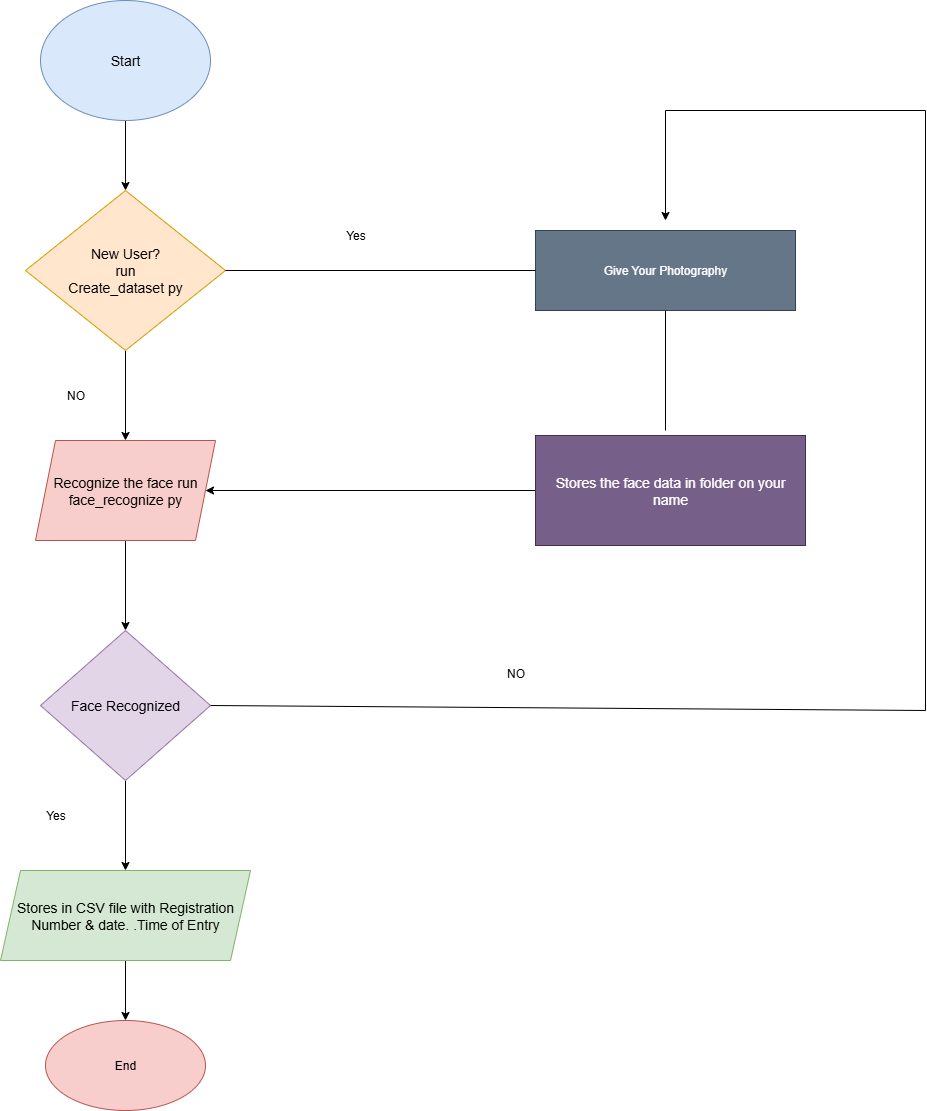 Start
New User?
run
Create_dataset py
Yes
Give Your Photography
NO
Recognize the face run
face_recognize py
Stores the face data in folder on your
name
Face Recognized
NO
Yes
Stores in CSV file with Registration
Number & date. .Time of Entry
End